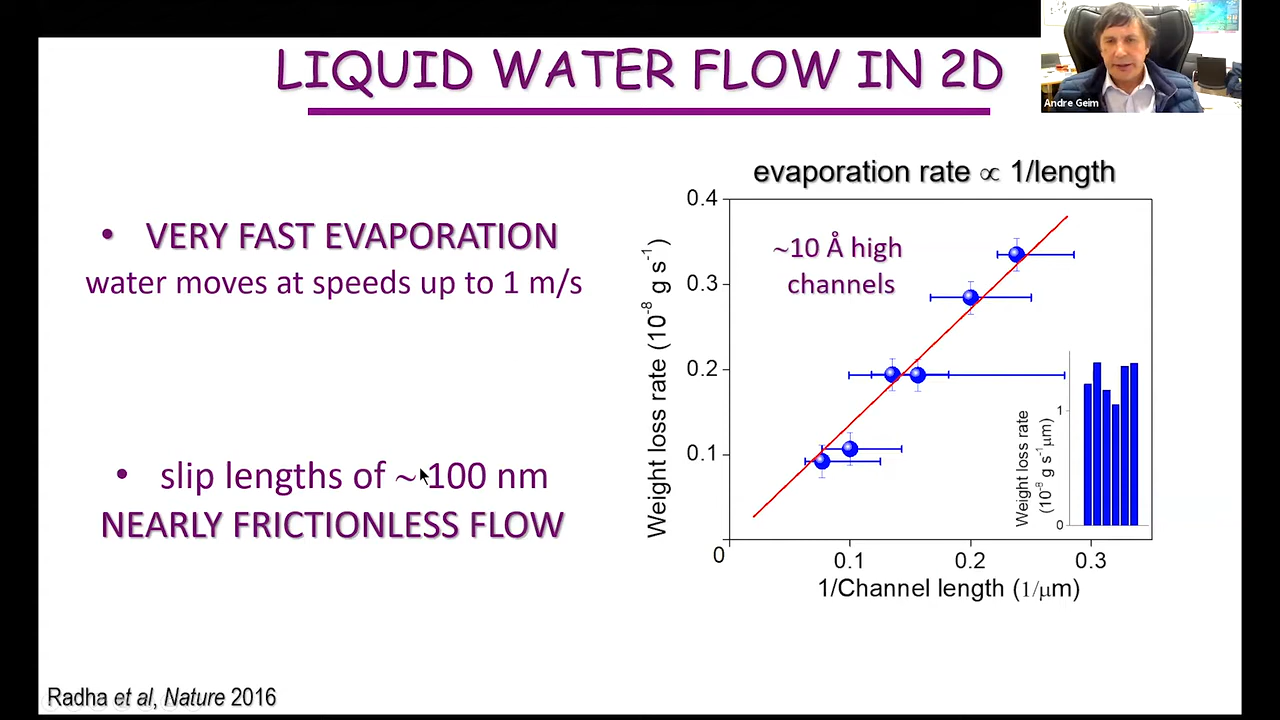 LIQUID WATER FLOW IN 2D
Andre Geim
• VERY FAST EVAPORATION
water moves at speeds up to 1 m/s
• slip lengths of ~100 nm
NEARLY FRICTIONLESS FLOW
evaporation rate ∝ 1/length
~10 Å high
channels
Weight loss rate (10⁻⁸ g s⁻¹)
0.4
0.3
0.2
0.1
0
0.1
0.2
0.3
1/Channel length (1/μm)
Weight loss rate
(10⁻⁸ g s⁻¹μm)
1
0
Radha et al, Nature 2016